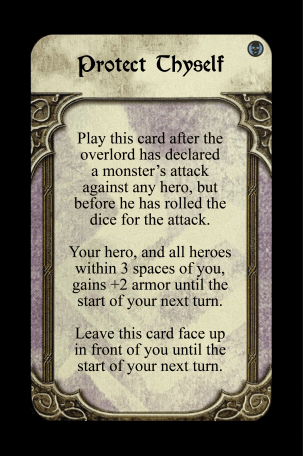 Protect Thyself
Play this card after the
overlord has declared
a monster's attack
against any hero, but
before he has rolled the
dice for the attack.
Your hero, and all heroes
within 3 spaces of you,
gains +2 armor until the
start of your next turn.
Leave this card face up
in front of you until the
start of your next turn.